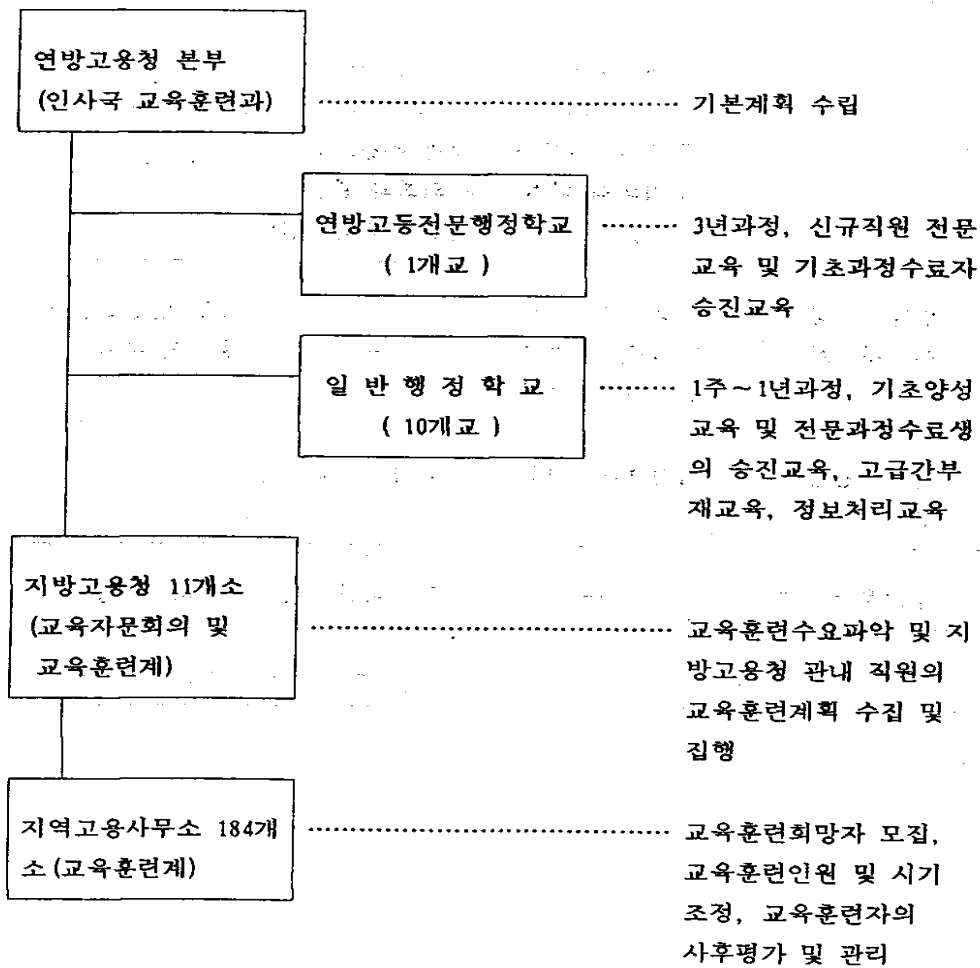 연방고용청 본부
(인사국 교육훈련과)
기본계획 수립
연방고등전문행정학교
( 1개교 )
3년과정, 신규직원 전문
교육 및 기초과정수료자
승진교육
일 반 행 정 학 교
( 10개교 )
1주~1년과정, 기초양성
교육 및 전문과정수료생
의 승진교육, 고급간부
재교육, 정보처리교육
지방고용청 11개소
(교육자문회의 및
교육훈련계)
교육훈련수요파악 및 지
방고용청 관내 직원의
교육훈련계획 수집 및
집행
지역고용사무소 184개
소(교육훈련계)
교육훈련희망자 모집,
교육훈련인원 및 시기
조정, 교육훈련자의
사후평가 및 관리